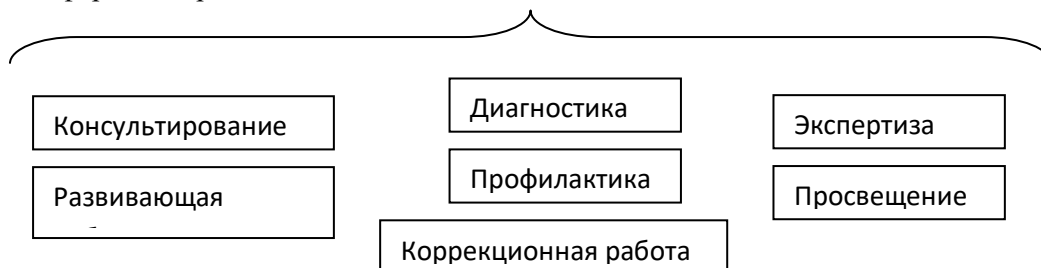 Консультирование
Диагностика
Экспертиза
Развивающая
Профилактика
Просвещение
Коррекционная работа